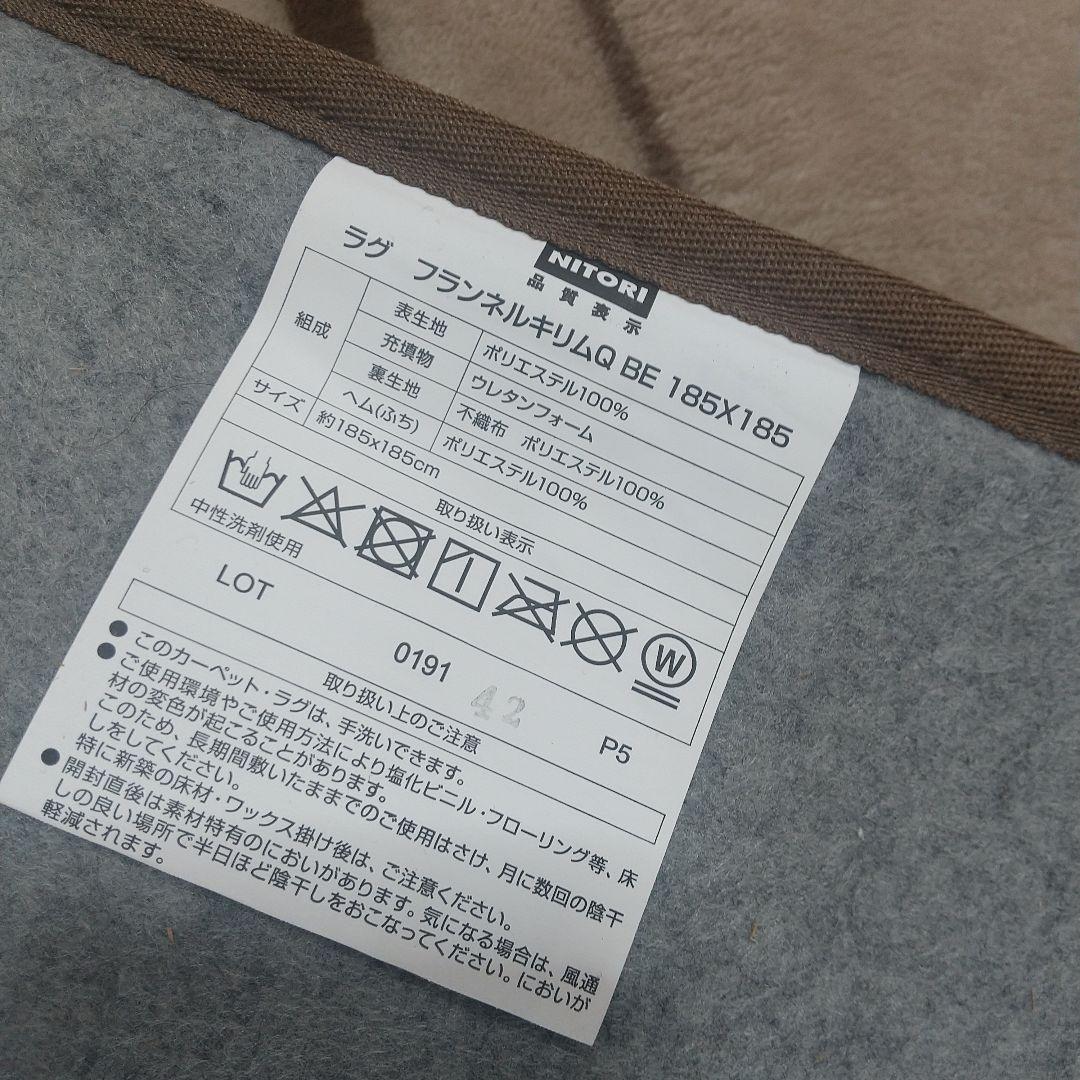 NITORI
品質表示
ラグ フランネルキリムQ BE 185X185
組成
表生地 ポリエステル100%
充填物 ウレタンフォーム
裏生地 不織布 ポリエステル100%
ヘム(ふち) ポリエステル100%
サイズ 約185x185cm
取り扱い表示
W
中性洗剤使用
LOT 0191 42 P5
取り扱い上のご注意
●このカーペット・ラグは、手洗いできます。
●ご使用環境やご使用方法により塩化ビニール・フローリング等、床
材の変色が起こることがあります。
このため、長期間敷いたままでのご使用はさけ、月に数回の陰干
しをしてください。
特に新築の床材・ワックス掛け後は、ご注意ください。
●開封直後は素材特有のにおいがあります。気になる場合は、風通
しの良い場所で半日ほど陰干しをおこなってください。においが
軽減されます。